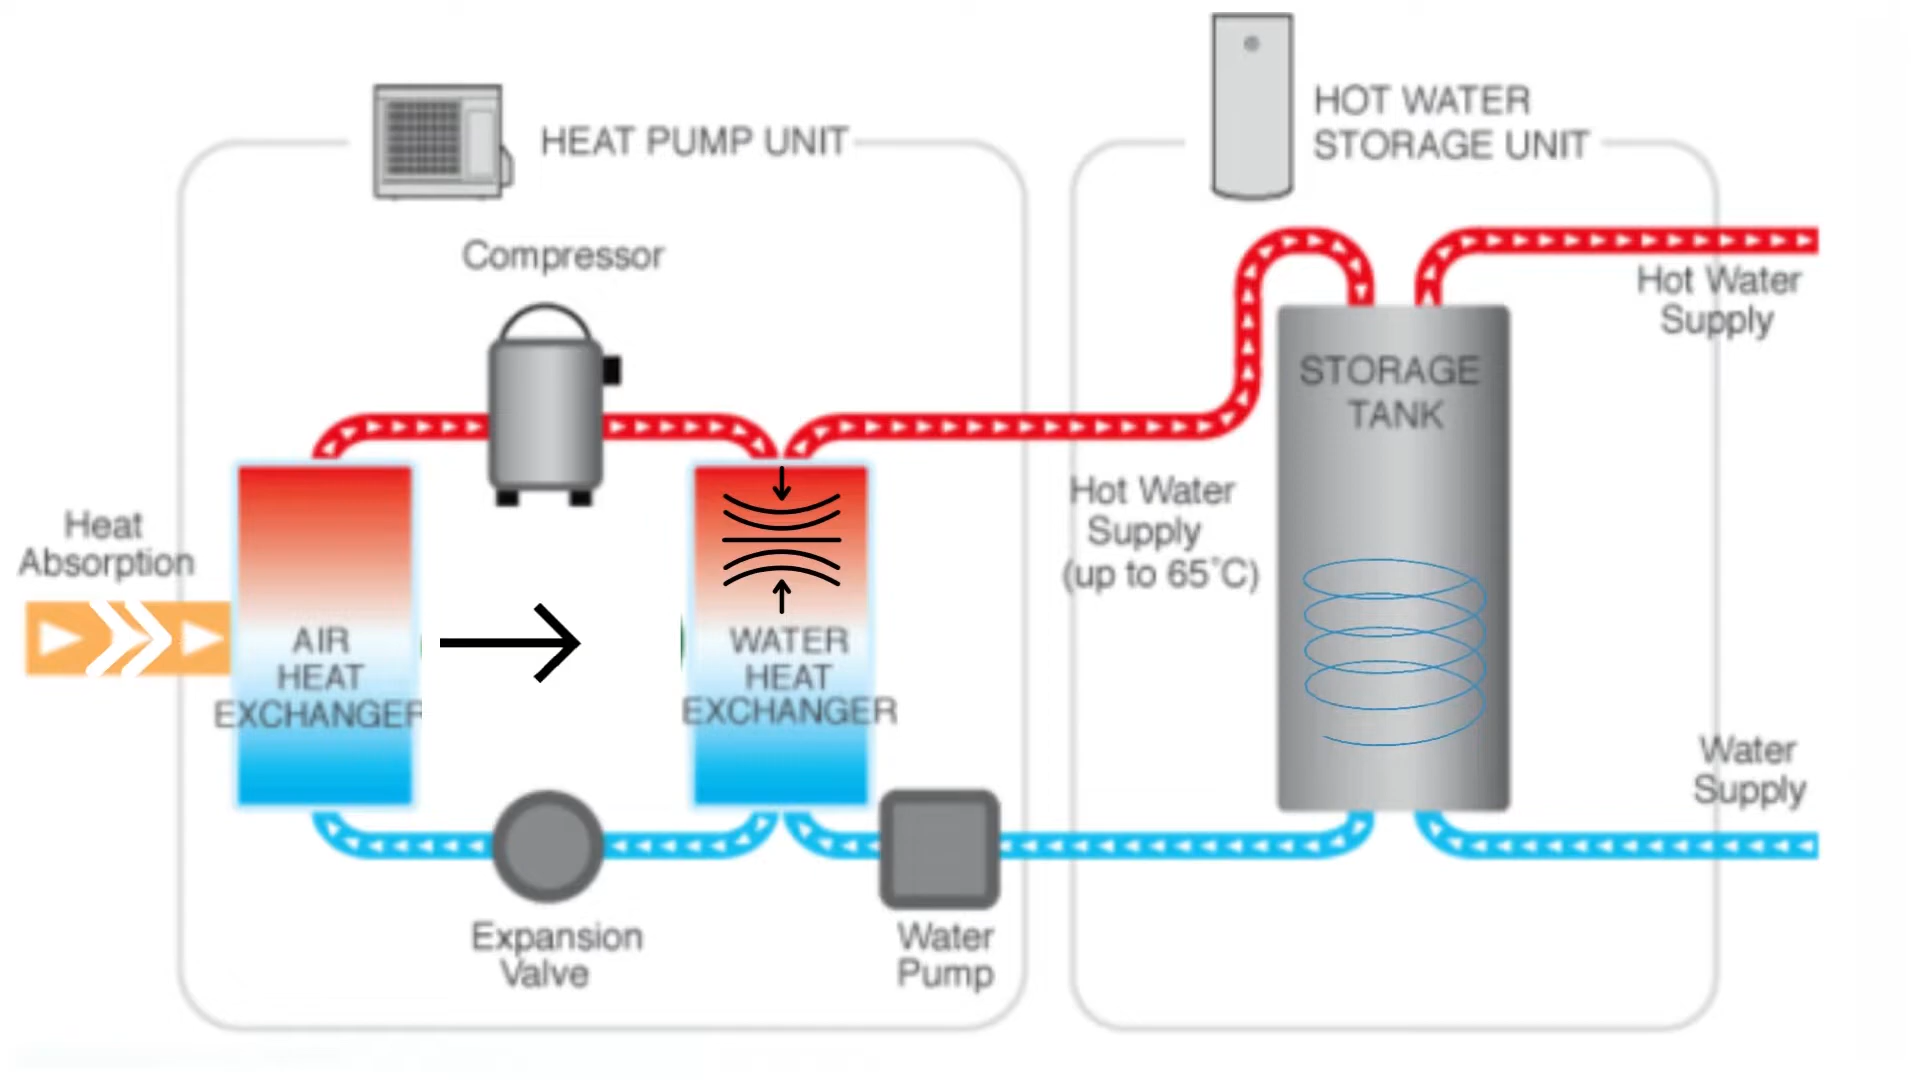 HEAT PUMP UNIT
HOT WATER
STORAGE UNIT
Compressor
Hot Water
Supply
STORAGE
TANK
Heat
Absorption
Hot Water
Supply
(up to 65°C)
AIR
HEAT
EXCHANGER
WATER
HEAT
EXCHANGER
Water
Supply
Expansion
Valve
Water
Pump